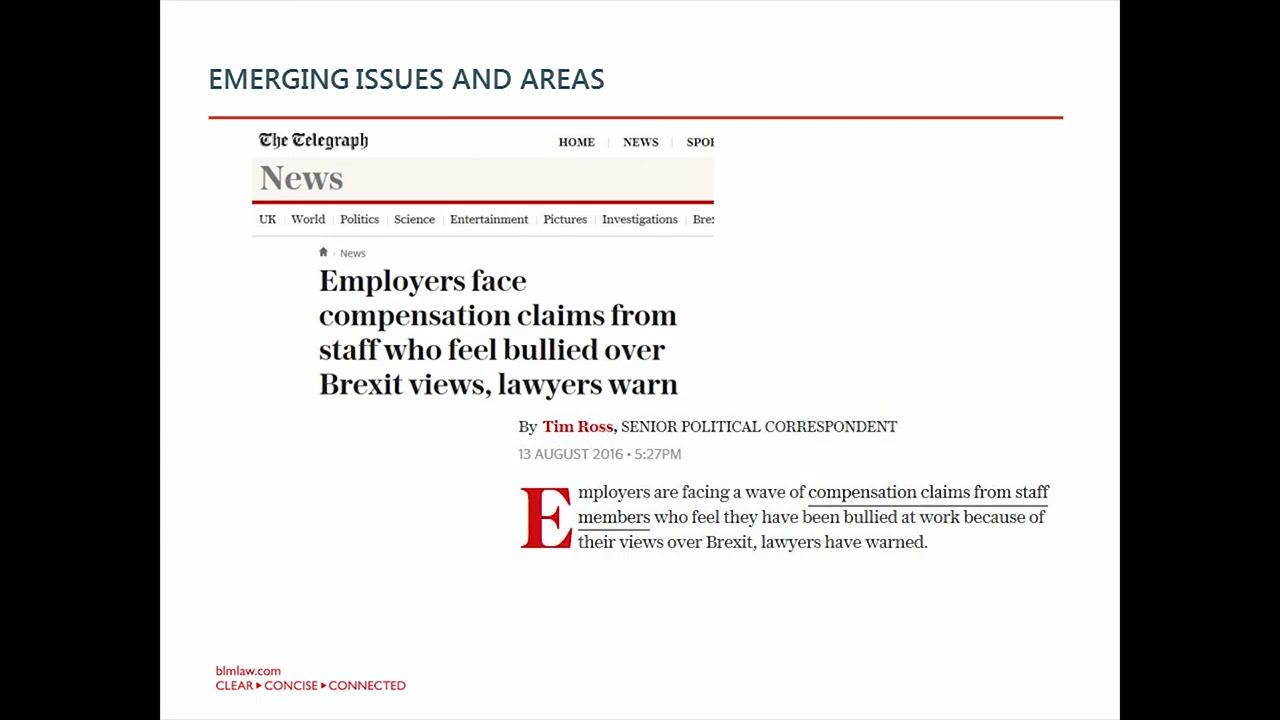 EMERGING ISSUES AND AREAS
The Telegraph
HOME NEWS SPOR
News
UK World Politics Science Entertainment Pictures Investigations Brex
News
Employers face
compensation claims from
staff who feel bullied over
Brexit views, lawyers warn
By Tim Ross, SENIOR POLITICAL CORRESPONDENT
13 AUGUST 2016 • 5:27PM
Employers are facing a wave of compensation claims from staff
members who feel they have been bullied at work because of
their views over Brexit, lawyers have warned.
blmlaw.com
CLEAR▸CONCISE▸CONNECTED